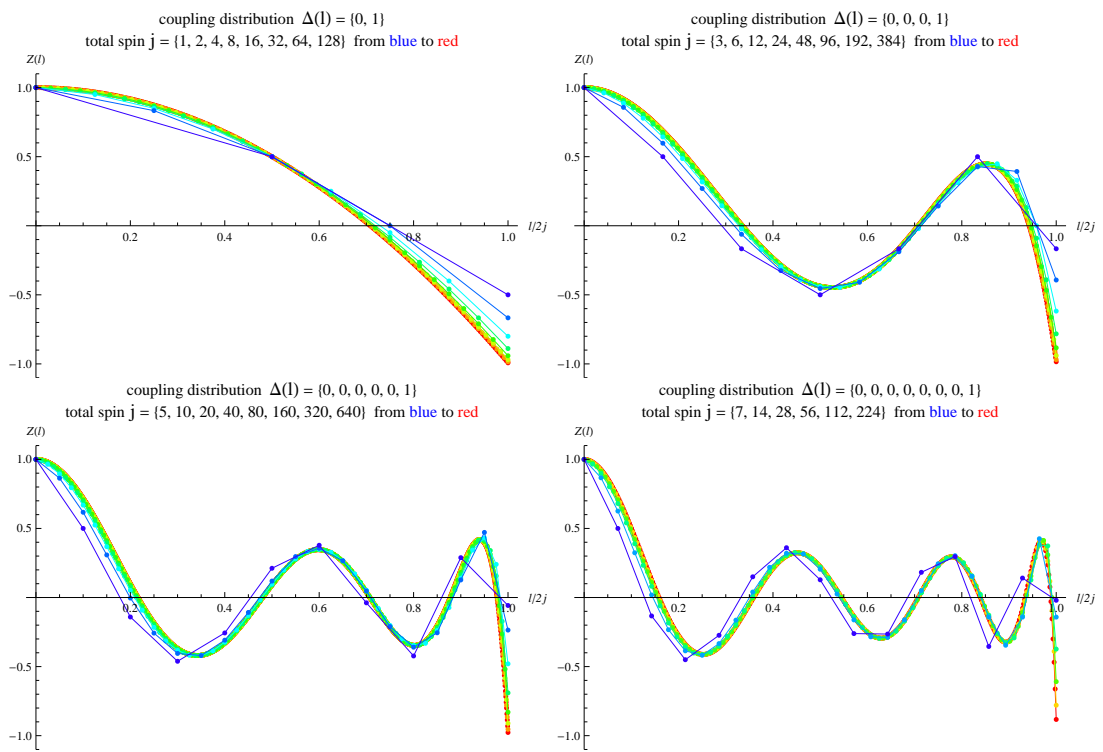 coupling distribution Δ(l) = {0, 1}
total spin j = {1, 2, 4, 8, 16, 32, 64, 128} from blue to red
Z(l)
1.0
0.5
−0.5
−1.0
0.2
0.4
0.6
0.8
1.0
l/2j
coupling distribution Δ(l) = {0, 0, 0, 1}
total spin j = {3, 6, 12, 24, 48, 96, 192, 384} from blue to red
Z(l)
1.0
0.5
−0.5
−1.0
0.2
0.4
0.6
0.8
1.0
l/2j
coupling distribution Δ(l) = {0, 0, 0, 0, 0, 1}
total spin j = {5, 10, 20, 40, 80, 160, 320, 640} from blue to red
Z(l)
1.0
0.5
−0.5
−1.0
0.2
0.4
0.6
0.8
1.0
l/2j
coupling distribution Δ(l) = {0, 0, 0, 0, 0, 0, 0, 1}
total spin j = {7, 14, 28, 56, 112, 224} from blue to red
Z(l)
1.0
0.5
−0.5
−1.0
0.2
0.4
0.6
0.8
1.0
l/2j